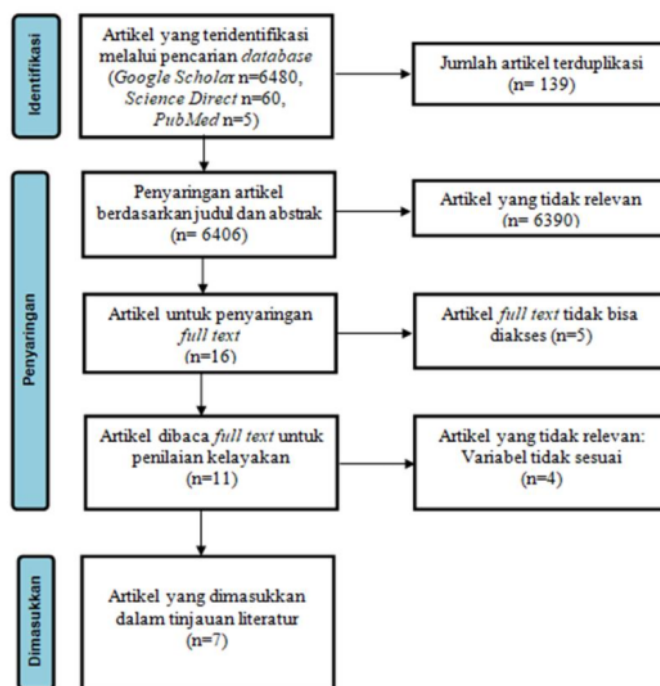 Identifikasi
Artikel yang teridentifikasi
melalui pencarian database
(Google Scholar n=6480,
Science Direct n=60,
PubMed n=5)
Jumlah artikel terduplikasi
(n= 139)
Penyaringan
Penyaringan artikel
berdasarkan judul dan abstrak
(n= 6406)
Artikel yang tidak relevan
(n= 6390)
Artikel untuk penyaringan
full text
(n=16)
Artikel full text tidak bisa
diakses (n=5)
Artikel dibaca full text untuk
penilaian kelayakan
(n=11)
Artikel yang tidak relevan:
Variabel tidak sesuai
(n=4)
Dimasukkan
Artikel yang dimasukkan
dalam tinjauan literatur
(n=7)